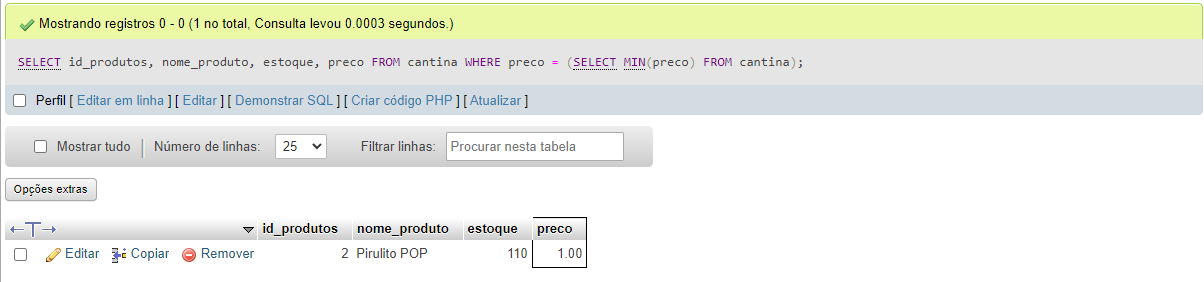 Mostrando registros 0 - 0 (1 no total, Consulta levou 0.0003 segundos.)
SELECT id_produtos, nome_produto, estoque, preco FROM cantina WHERE preco = (SELECT MIN(preco) FROM cantina);
Perfil [ Editar em linha ] [ Editar ] [ Demonstrar SQL ] [ Criar código PHP ] [ Atualizar ]
Mostrar tudo Número de linhas: 25 Filtrar linhas: Procurar nesta tabela
Opções extras
←T→ id_produtos nome_produto estoque preco
Editar Copiar Remover 2 Pirulito POP 110 1.00